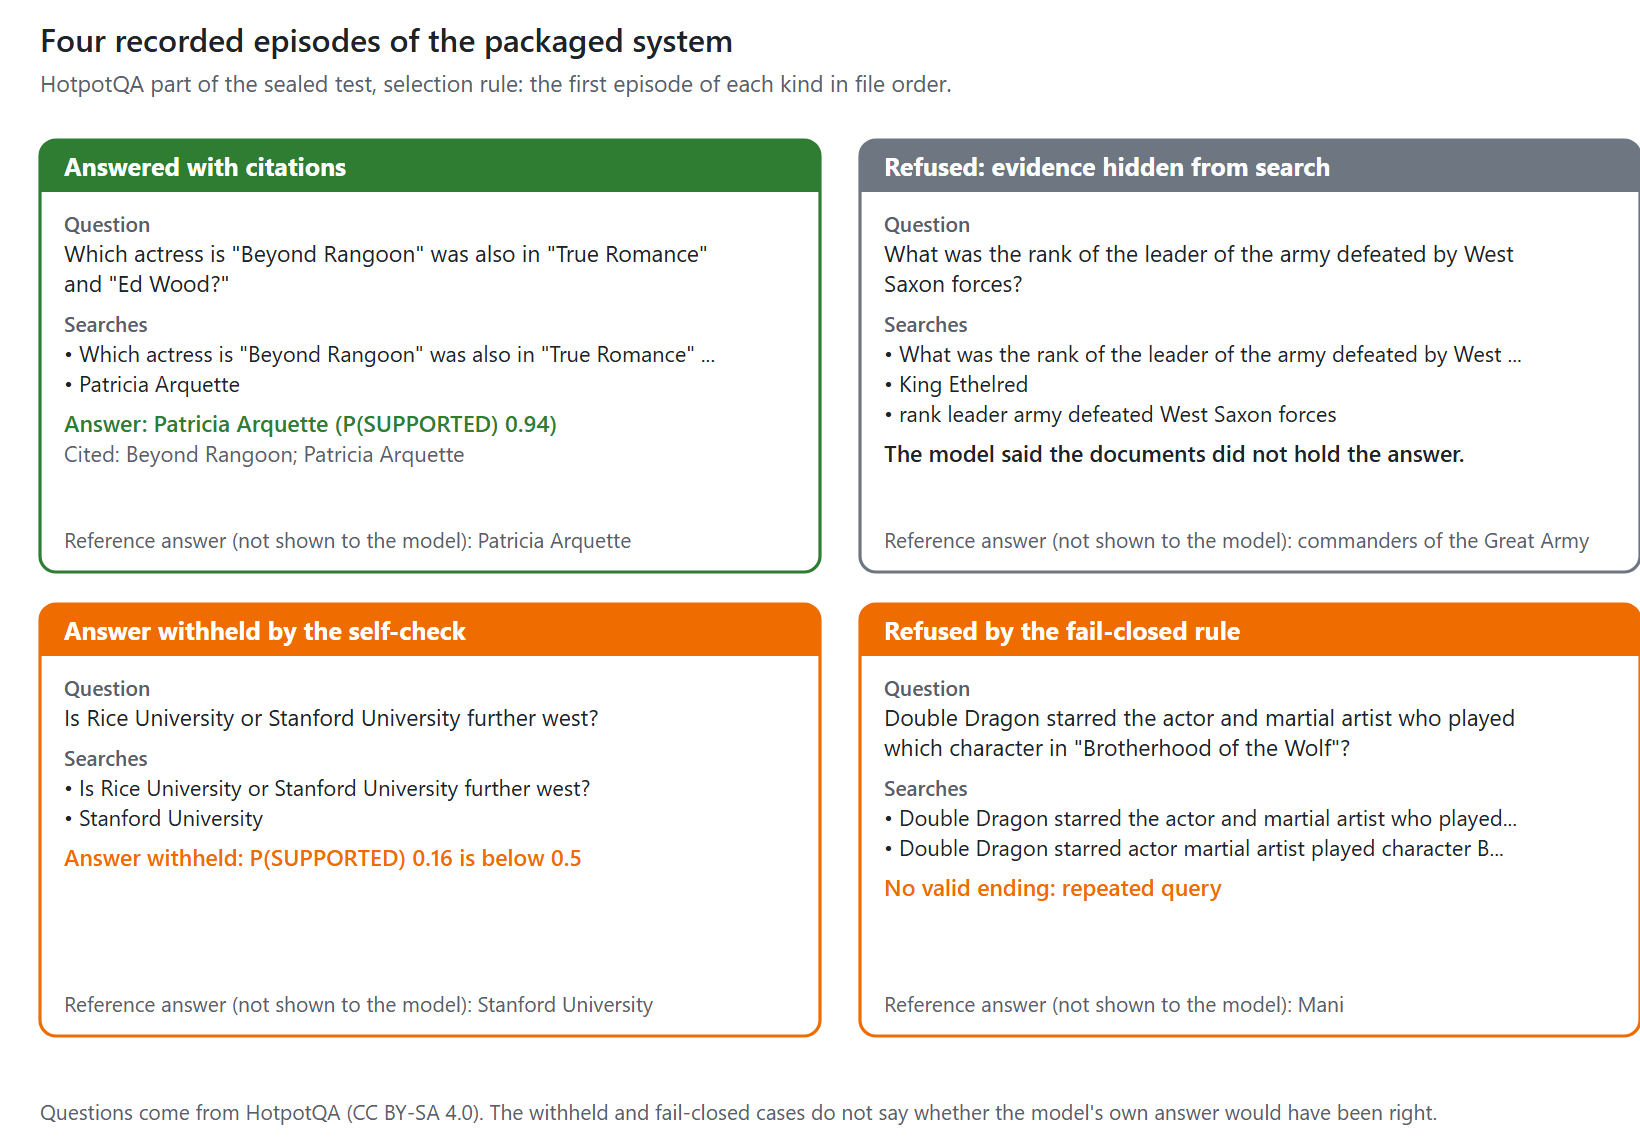 Four recorded episodes of the packaged system
HotpotQA part of the sealed test, selection rule: the first episode of each kind in file order.
Answered with citations
Question
Which actress is "Beyond Rangoon" was also in "True Romance"
and "Ed Wood?"
Searches
• Which actress is "Beyond Rangoon" was also in "True Romance" ...
• Patricia Arquette
Answer: Patricia Arquette (P(SUPPORTED) 0.94)
Cited: Beyond Rangoon; Patricia Arquette
Reference answer (not shown to the model): Patricia Arquette
Refused: evidence hidden from search
Question
What was the rank of the leader of the army defeated by West
Saxon forces?
Searches
• What was the rank of the leader of the army defeated by West ...
• King Ethelred
• rank leader army defeated West Saxon forces
The model said the documents did not hold the answer.
Reference answer (not shown to the model): commanders of the Great Army
Answer withheld by the self-check
Question
Is Rice University or Stanford University further west?
Searches
• Is Rice University or Stanford University further west?
• Stanford University
Answer withheld: P(SUPPORTED) 0.16 is below 0.5
Reference answer (not shown to the model): Stanford University
Refused by the fail-closed rule
Question
Double Dragon starred the actor and martial artist who played
which character in "Brotherhood of the Wolf"?
Searches
• Double Dragon starred the actor and martial artist who played...
• Double Dragon starred actor martial artist played character B...
No valid ending: repeated query
Reference answer (not shown to the model): Mani
Questions come from HotpotQA (CC BY-SA 4.0). The withheld and fail-closed cases do not say whether the model's own answer would have been right.